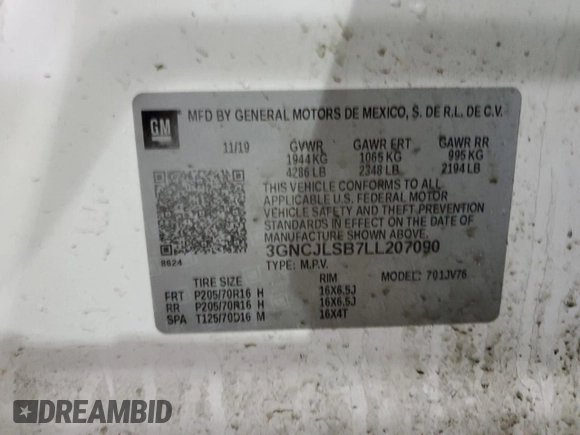 GM
MFD BY GENERAL MOTORS DE MEXICO, S. DE R.L. DE C.V.
11/19 GVWR GAWR FRT GAWR RR
1944 KG 1065 KG 995 KG
4286 LB 2348 LB 2194 LB
THIS VEHICLE CONFORMS TO ALL
APPLICABLE U.S. FEDERAL MOTOR
VEHICLE SAFETY AND THEFT PREVENTION
STANDARDS IN EFFECT ON THE DATE OF
MANUFACTURE SHOWN ABOVE.
3GNCJLSB7LL207090
8624 TYPE: M.P.V. MODEL: 701JV76
TIRE SIZE RIM
FRT P205/70R16 H 16X6.5J
RR P205/70R16 H 16X6.5J
SPA T125/70D16 M 16X4T
DREAMBID